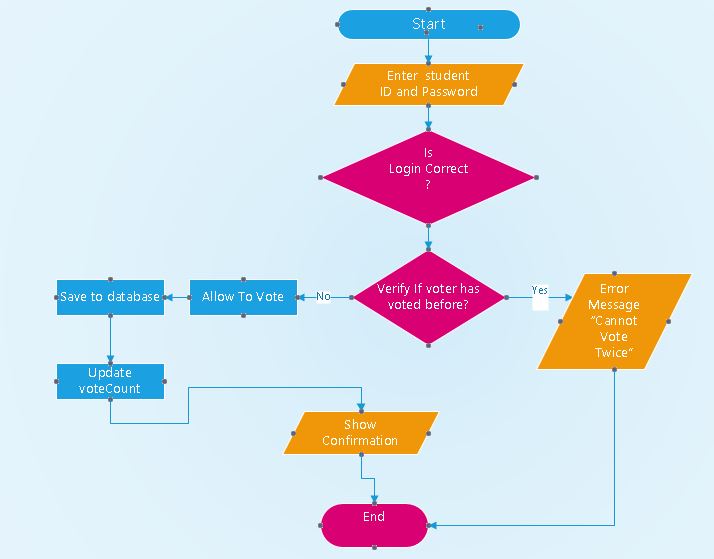 Start
Enter student
ID and Password
Is
Login Correct
?
Verify If voter has
voted before?
No
Yes
Allow To Vote
Save to database
Error
Message
"Cannot
Vote
Twice"
Update
voteCount
Show
Confirmation
End